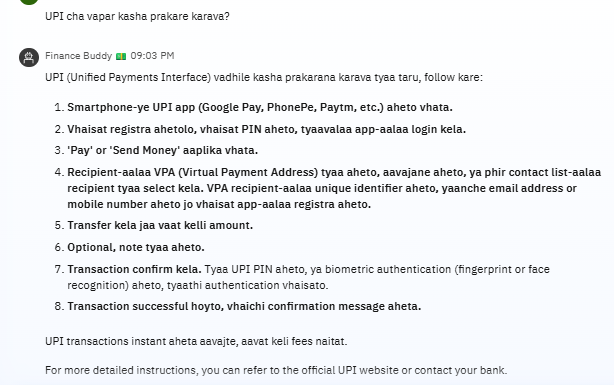 UPI cha vapar kasha prakare karava?
Finance Buddy 💵 09:03 PM
UPI (Unified Payments Interface) vadhile kasha prakarana karava tyaa taru, follow kare:
1. Smartphone-ye UPI app (Google Pay, PhonePe, Paytm, etc.) aheto vhata.
2. Vhaisat registra ahetolo, vhaisat PIN aheto, tyaavalaa app-aalaa login kela.
3. 'Pay' or 'Send Money' aaplika vhata.
4. Recipient-aalaa VPA (Virtual Payment Address) tyaa aheto, aavajane aheto, ya phir contact list-aalaa
recipient tyaa select kela. VPA recipient-aalaa unique identifier aheto, yaanche email address or
mobile number aheto jo vhaisat app-aalaa registra aheto.
5. Transfer kela jaa vaat kelli amount.
6. Optional, note tyaa aheto.
7. Transaction confirm kela. Tyaa UPI PIN aheto, ya biometric authentication (fingerprint or face
recognition) aheto, tyaathi authentication vhaisato.
8. Transaction successful hoyto, vhaichi confirmation message aheta.
UPI transactions instant aheta aavajte, aavat keli fees naitat.
For more detailed instructions, you can refer to the official UPI website or contact your bank.